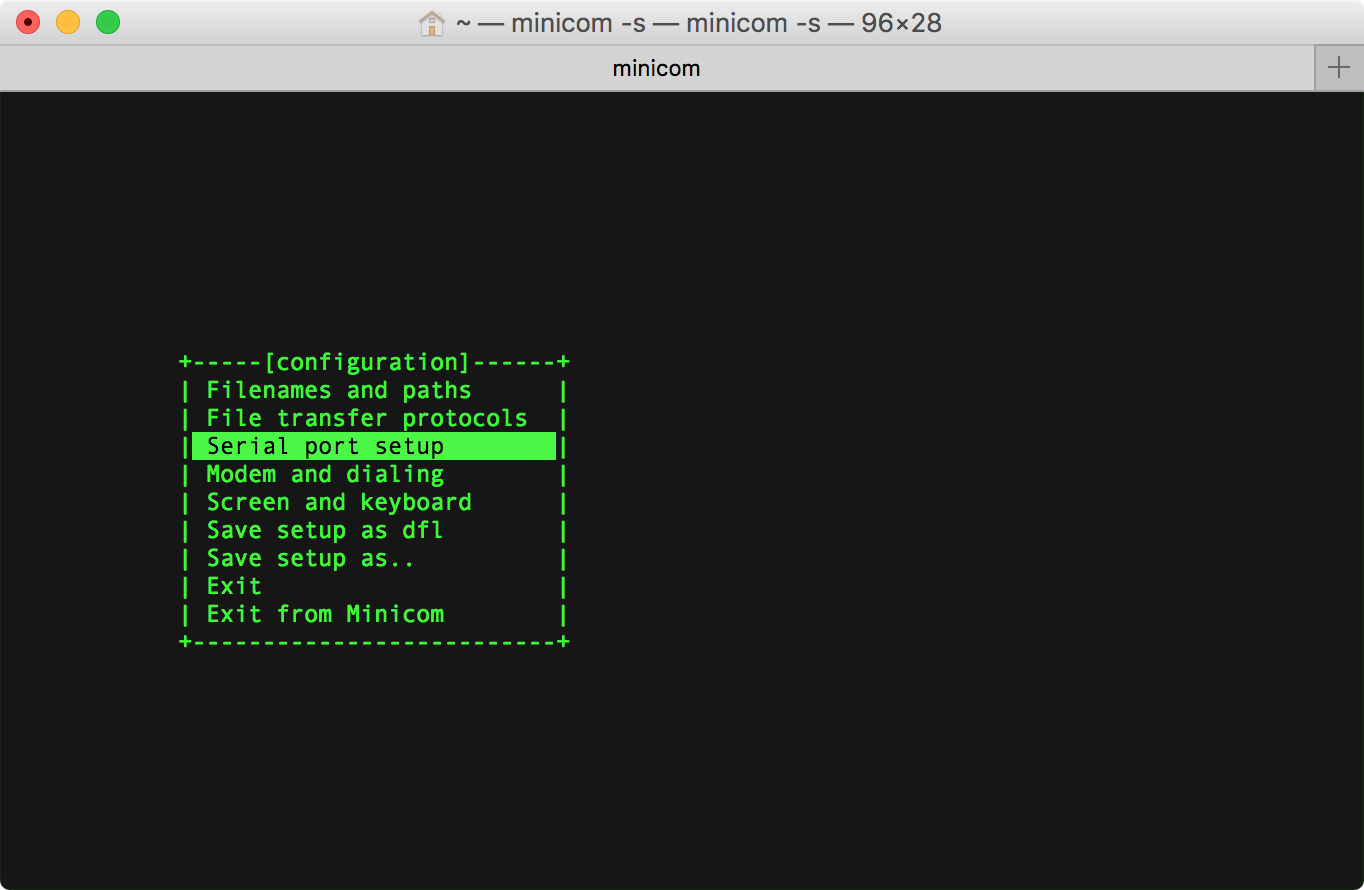 ~ — minicom -s — minicom -s — 96×28
minicom
+-----[configuration]------+
| Filenames and paths      |
| File transfer protocols  |
| Serial port setup        |
| Modem and dialing        |
| Screen and keyboard      |
| Save setup as dfl        |
| Save setup as..          |
| Exit                     |
| Exit from Minicom        |
+--------------------------+